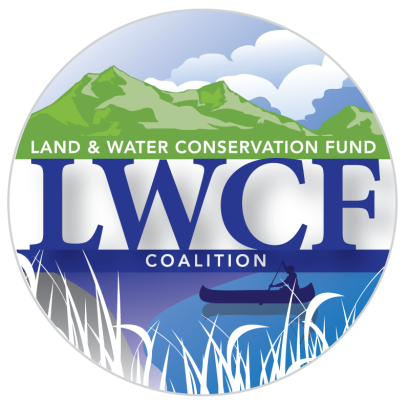 LAND & WATER CONSERVATION FUND
LWCF
COALITION